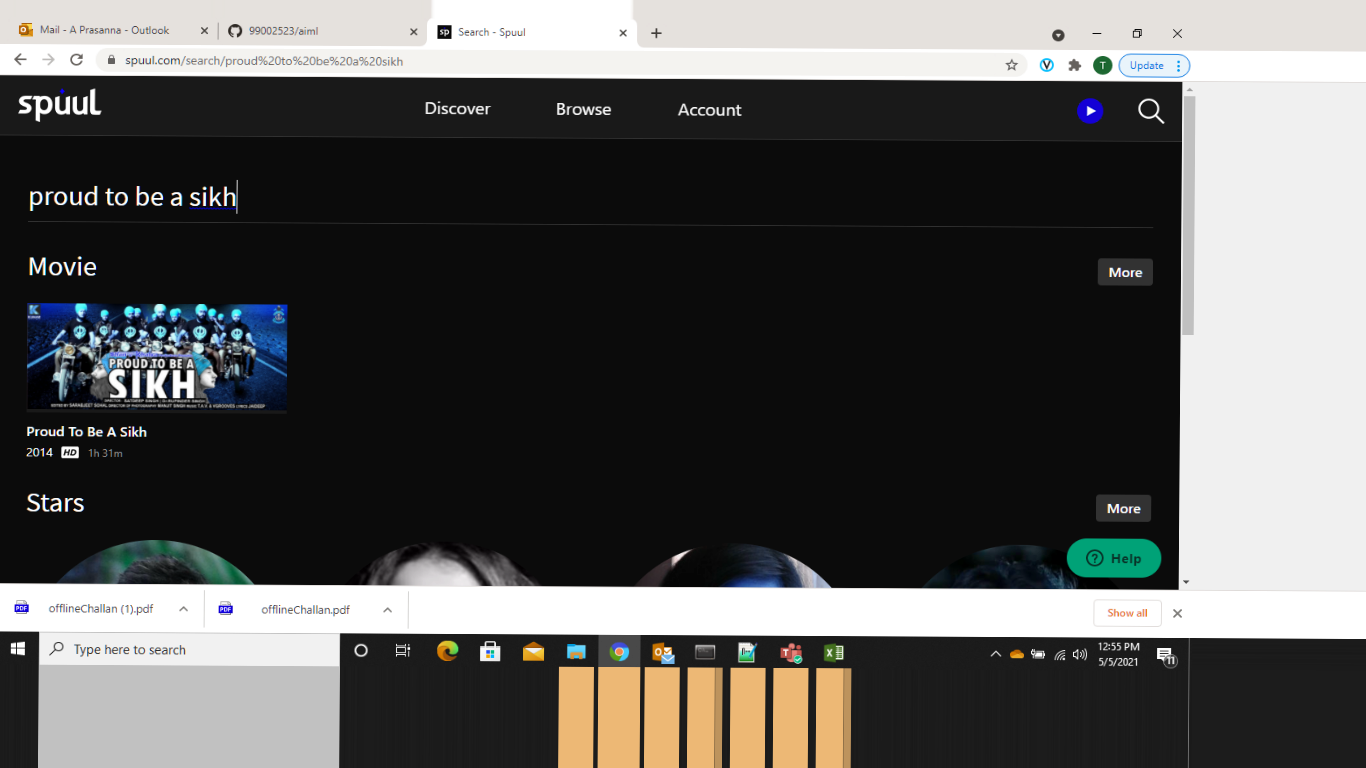 Mail - A Prasanna - Outlook
99002523/aiml
sp Search - Spuul
spuul.com/search/proud%20to%20be%20a%20sikh
T
Update
spuul
Discover Browse Account
proud to be a sikh
Movie
More
PROUD TO BE A
SIKH
Proud To Be A Sikh
2014 HD 1h 31m
Stars
More
Help
PDF offlineChallan (1).pdf
PDF offlineChallan.pdf
Show all
Type here to search
12:55 PM
5/5/2021
11